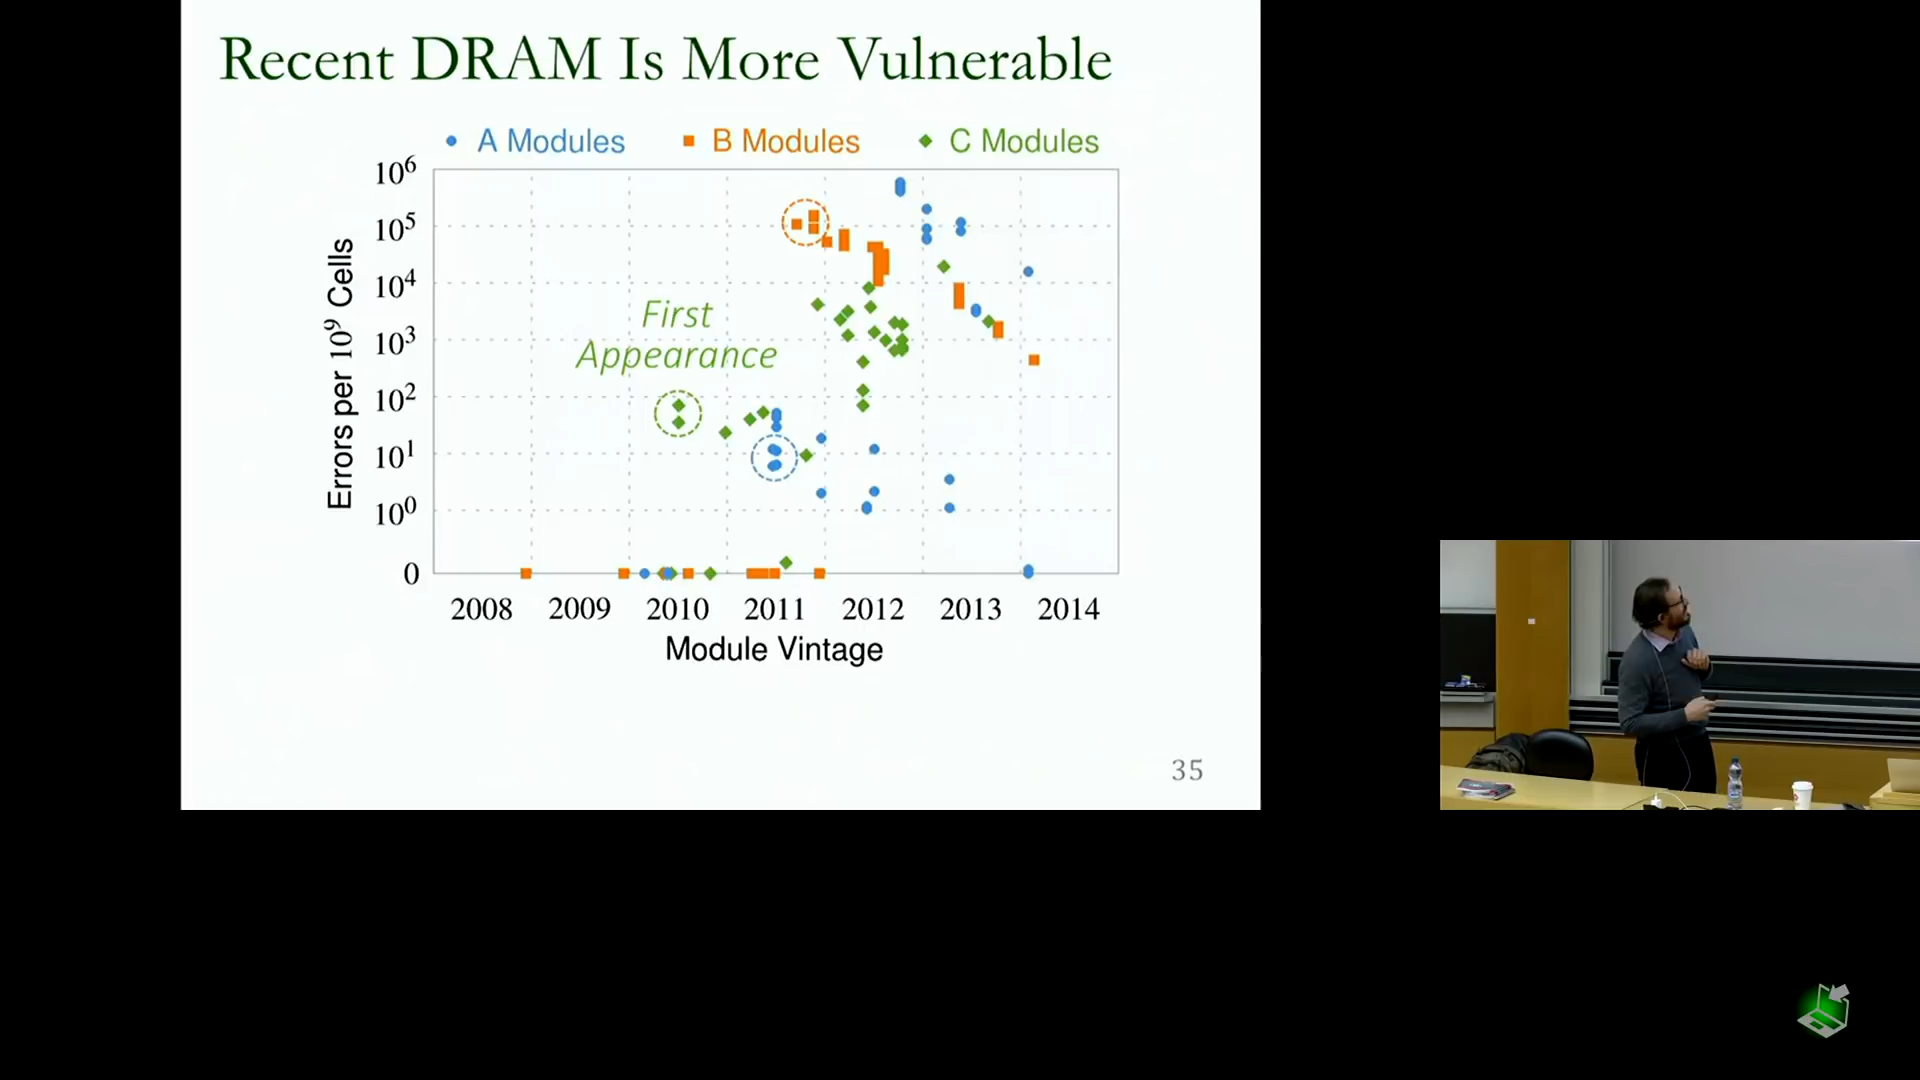 Recent DRAM Is More Vulnerable
A Modules B Modules C Modules
10⁶
10⁵
10⁴
10³
10²
10¹
10⁰
0
Errors per 10⁹ Cells
First
Appearance
2008 2009 2010 2011 2012 2013 2014
Module Vintage
35